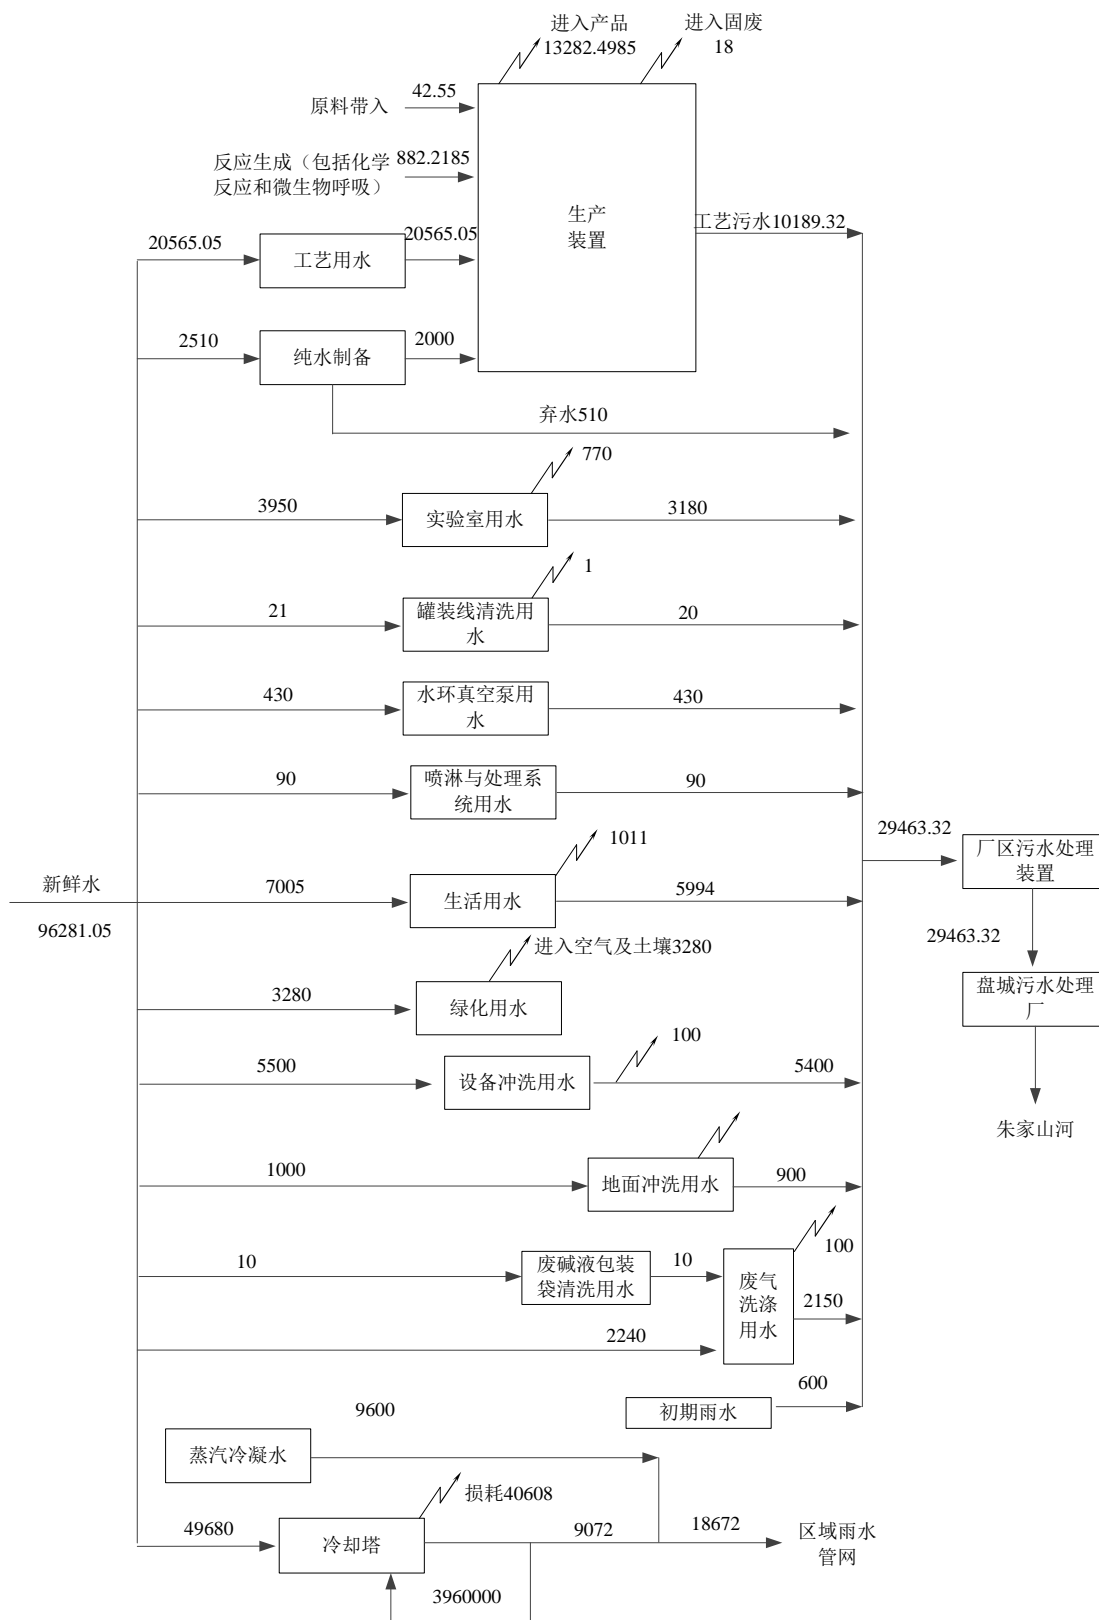 进入产品
13282.4985
进入固废
18
原料带入
42.55
反应生成（包括化学
反应和微生物呼吸）
882.2185
生产
装置
工艺污水10189.32
20565.05
工艺用水
20565.05
2510
纯水制备
2000
弃水510
3950
实验室用水
770
3180
21
罐装线清洗用
水
1
20
430
水环真空泵用
水
430
90
喷淋与处理系
统用水
90
新鲜水
96281.05
7005
生活用水
1011
5994
29463.32
厂区污水处理
装置
29463.32
盘城污水处理
厂
朱家山河
3280
绿化用水
进入空气及土壤3280
5500
设备冲洗用水
100
5400
1000
地面冲洗用水
900
10
废碱液包装
袋清洗用水
10
废气
洗涤
用水
100
2150
2240
初期雨水
600
蒸汽冷凝水
9600
49680
冷却塔
损耗40608
9072
18672
区域雨水
管网
3960000